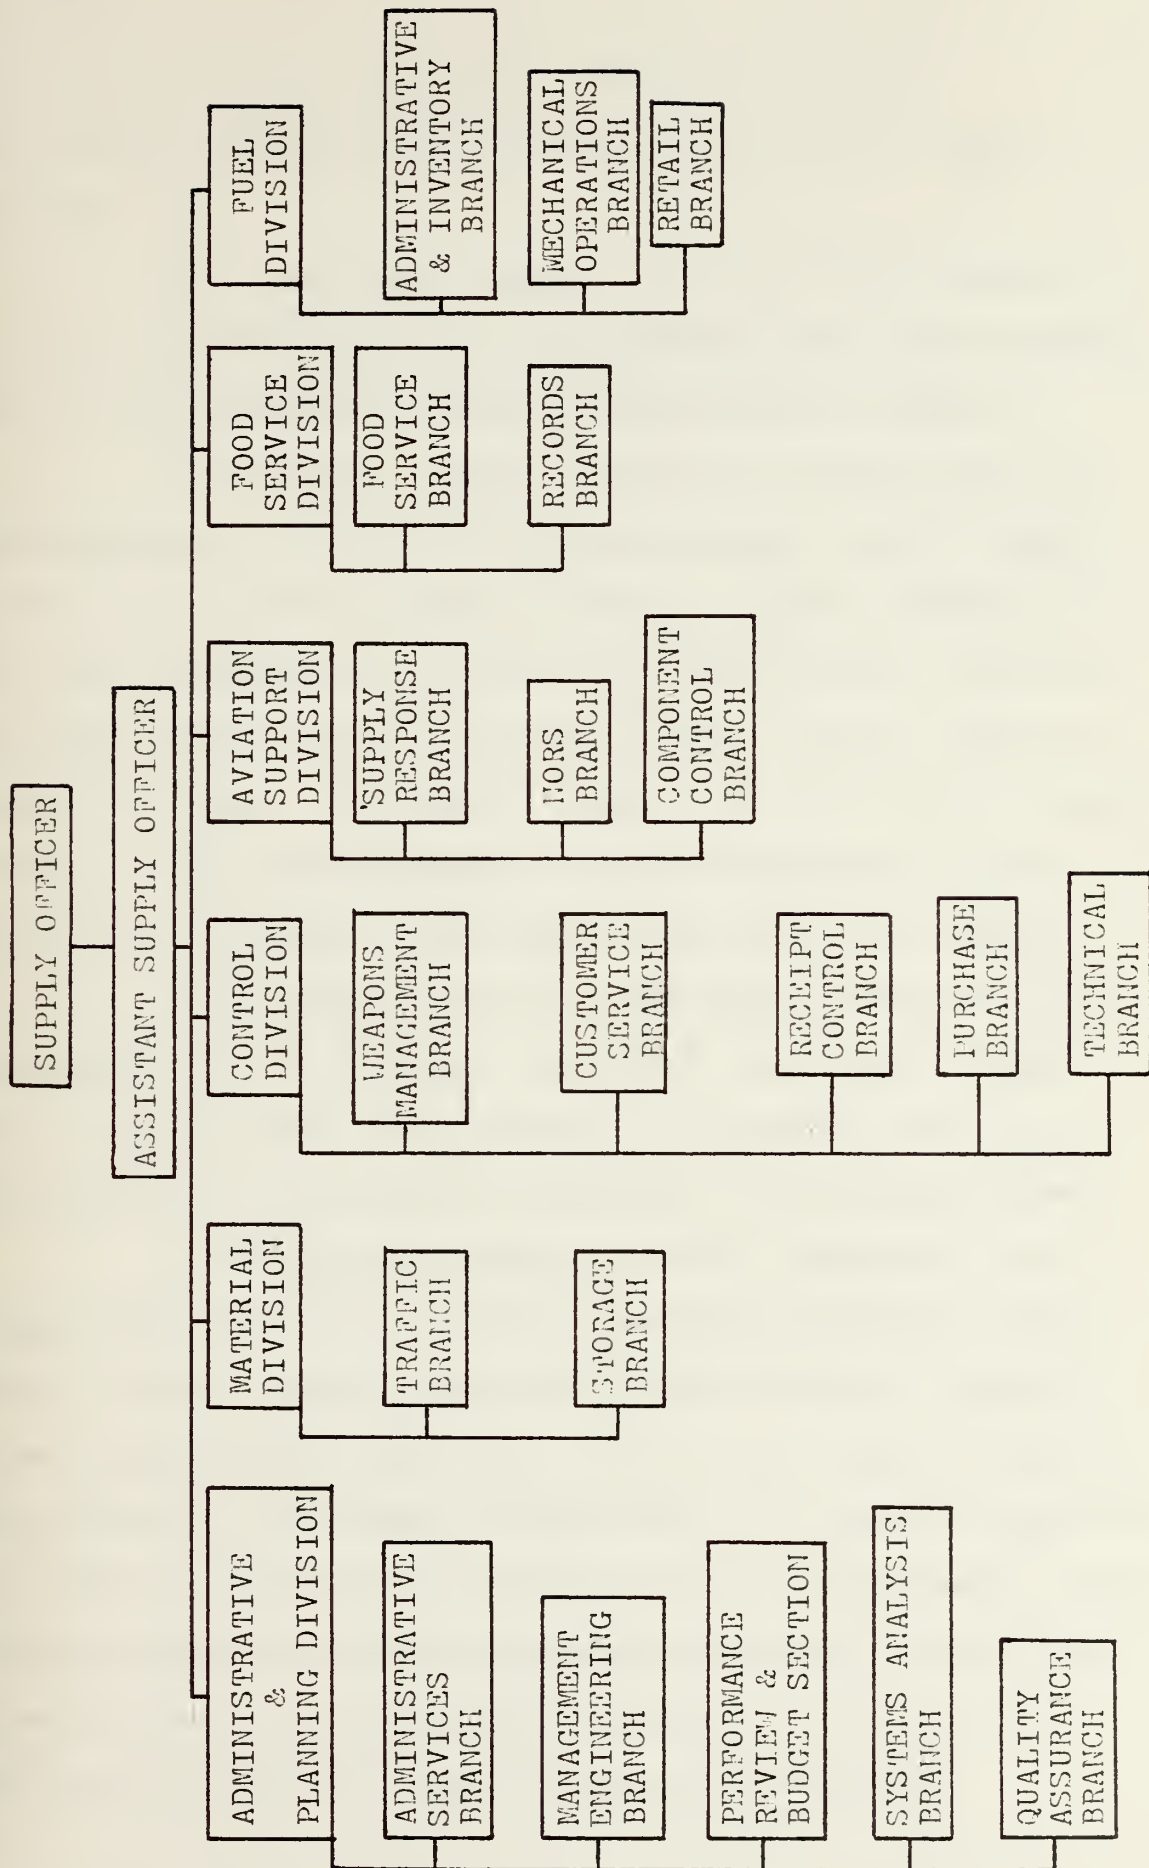 SUPPLY OFFICER
ASSISTANT SUPPLY OFFICER
ADMINISTRATIVE
&
PLANNING DIVISION
ADMINISTRATIVE
SERVICES
BRANCH
MANAGEMENT
ENGINEERING
BRANCH
PERFORMANCE
REVIEW &
BUDGET SECTION
SYSTEMS ANALYSIS
BRANCH
QUALITY
ASSURANCE
BRANCH
MATERIAL
DIVISION
TRAFFIC
BRANCH
STORAGE
BRANCH
CONTROL
DIVISION
WEAPONS
MANAGEMENT
BRANCH
CUSTOMER
SERVICE
BRANCH
RECEIPT
CONTROL
BRANCH
PURCHASE
BRANCH
TECHNICAL
BRANCH
AVIATION
SUPPORT
DIVISION
SUPPLY
RESPONSE
BRANCH
NORS
BRANCH
COMPONENT
CONTROL
BRANCH
FOOD
SERVICE
DIVISION
FOOD
SERVICE
BRANCH
RECORDS
BRANCH
FUEL
DIVISION
ADMINISTRATIVE
& INVENTORY
BRANCH
MECHANICAL
OPERATIONS
BRANCH
RETAIL
BRANCH